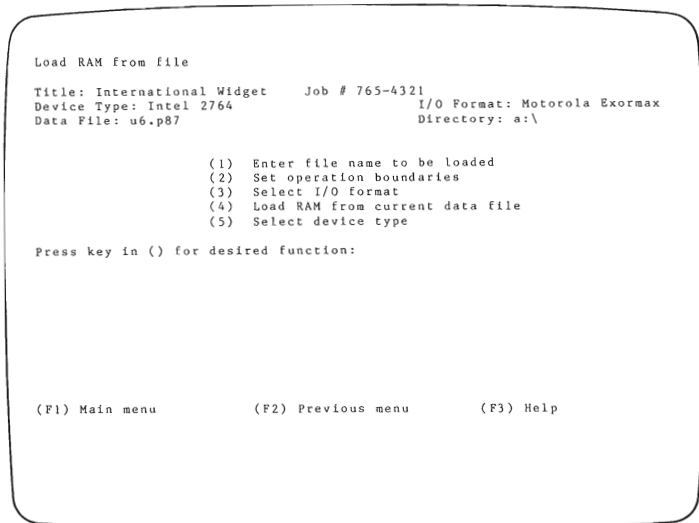 Load RAM from file
Title: International Widget Job # 765-4321
Device Type: Intel 2764 I/O Format: Motorola Exormax
Data File: u6.p87 Directory: a:\
(1) Enter file name to be loaded
(2) Set operation boundaries
(3) Select I/O format
(4) Load RAM from current data file
(5) Select device type
Press key in () for desired function:
(F1) Main menu (F2) Previous menu (F3) Help